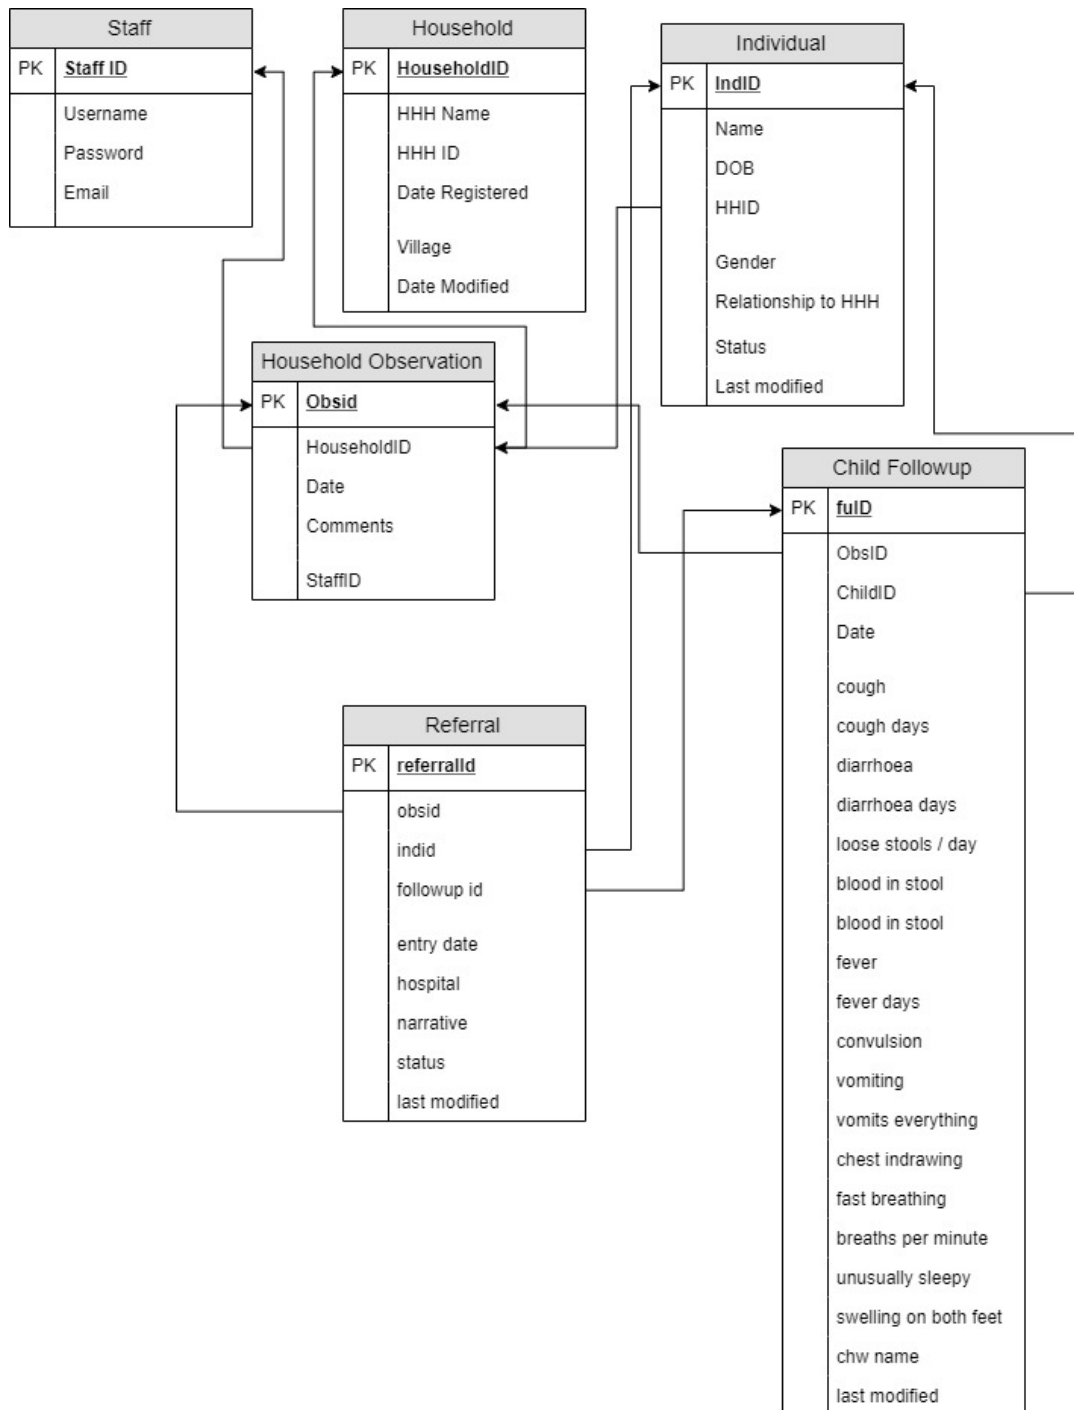 Staff
PK Staff ID
Username
Password
Email
Household
PK HouseholdID
HHH Name
HHH ID
Date Registered
Village
Date Modified
Individual
PK IndID
Name
DOB
HHID
Gender
Relationship to HHH
Status
Last modified
Household Observation
PK Obsid
HouseholdID
Date
Comments
StaffID
Child Followup
PK fuID
ObsID
ChildID
Date
cough
cough days
diarrhoea
diarrhoea days
loose stools / day
blood in stool
blood in stool
fever
fever days
convulsion
vomiting
vomits everything
chest indrawing
fast breathing
breaths per minute
unusually sleepy
swelling on both feet
chw name
last modified
Referral
PK referralId
obsid
indid
followup id
entry date
hospital
narrative
status
last modified